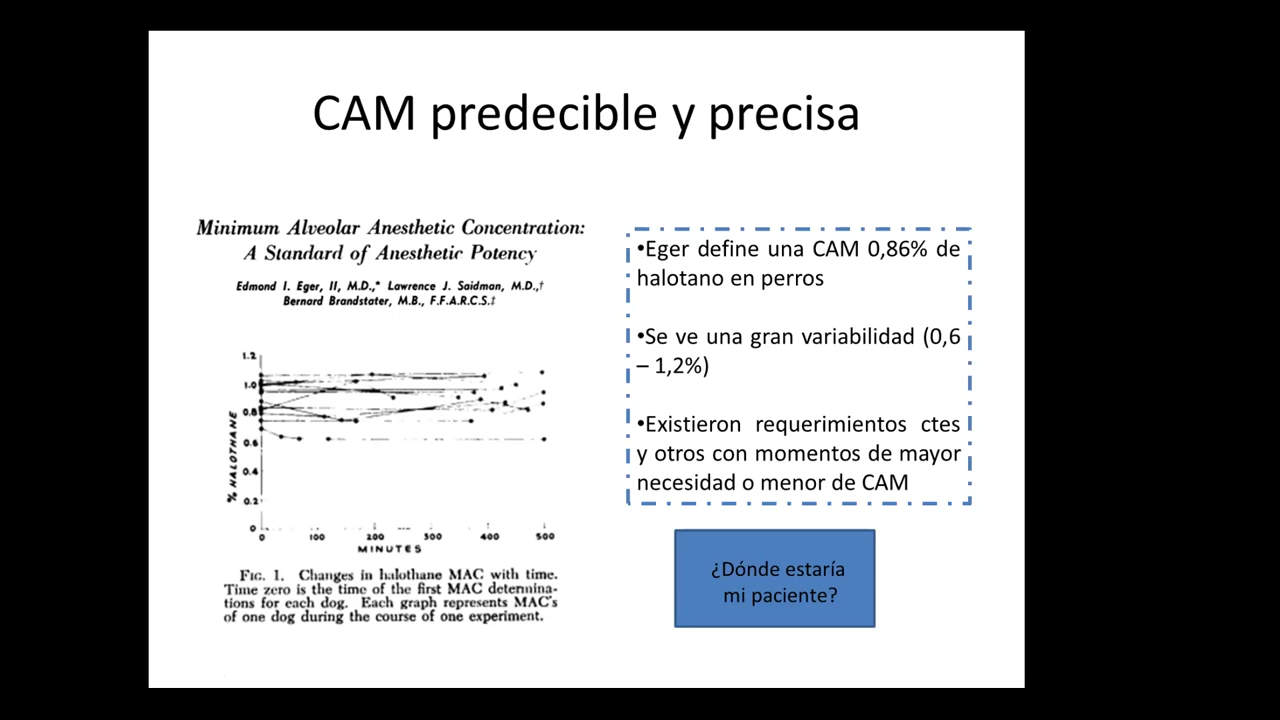 CAM predecible y precisa
Minimum Alveolar Anesthetic Concentration:
A Standard of Anesthetic Potency
Edmond I. Eger, II, M.D.,* Lawrence J. Saidman, M.D.,†
Bernard Brandstater, M.B., F.F.A.R.C.S.‡
1.2
1.0
0.8
0.6
0.4
0.2
0
% HALOTHANE
0 100 200 300 400 500
MINUTES
FIG. 1. Changes in halothane MAC with time.
Time zero is the time of the first MAC determina-
tions for each dog. Each graph represents MAC's
of one dog during the course of one experiment.
•Eger define una CAM 0,86% de
halotano en perros
•Se ve una gran variabilidad (0,6
– 1,2%)
•Existieron requerimientos ctes
y otros con momentos de mayor
necesidad o menor de CAM
¿Dónde estaría
mi paciente?